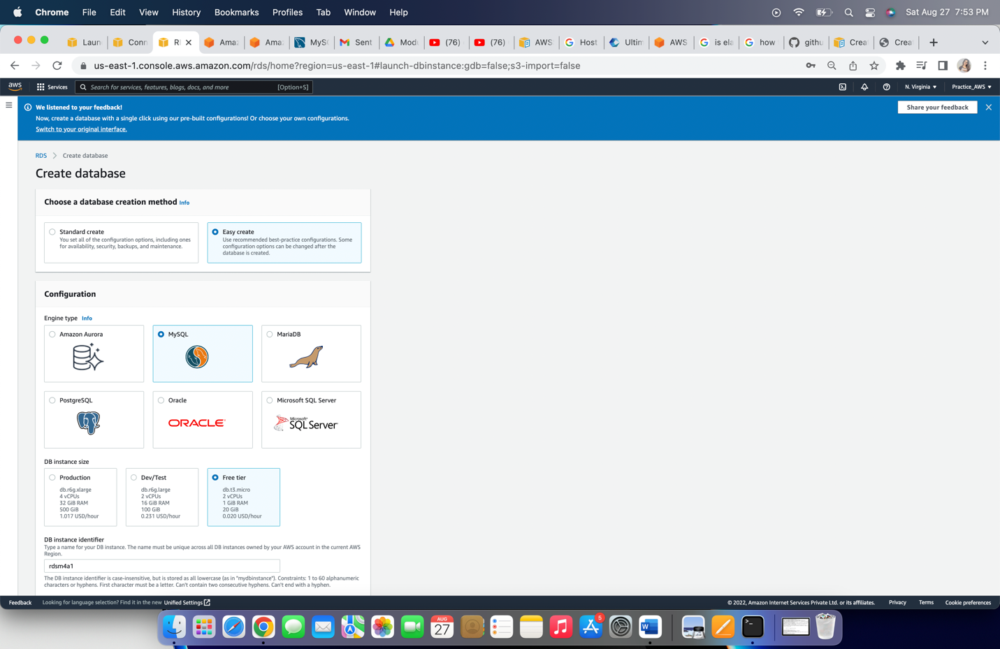 Chrome File Edit View History Bookmarks Profiles Tab Window Help
Sat Aug 27 7:53 PM
Laun
Conn
R
Amaz
Ama
MyS
Sent
Modu
(76)
(76)
AWS
Host
Ultim
AWS
is ela
how
githu
Crea
Crea
us-east-1.console.aws.amazon.com/rds/home?region=us-east-1#launch-dbinstance:gdb=false;s3-import=false
aws
Services
Search for services, features, blogs, docs, and more
[Option+S]
N. Virginia
Practice_AWS
We listened to your feedback!
Now, create a database with a single click using our pre-built configurations! Or choose your own configurations.
Switch to your original interface.
Share your feedback
RDS
Create database
Create database
Choose a database creation method Info
Standard create
You set all of the configuration options, including ones
for availability, security, backups, and maintenance.
Easy create
Use recommended best-practice configurations. Some
configuration options can be changed after the
database is created.
Configuration
Engine type Info
Amazon Aurora
MySQL
MariaDB
PostgreSQL
Oracle
ORACLE
Microsoft SQL Server
Microsoft
SQL Server
DB instance size
Production
db.r6g.xlarge
4 vCPUs
32 GiB RAM
500 GiB
1.017 USD/hour
Dev/Test
db.r6g.large
2 vCPUs
16 GiB RAM
100 GiB
0.231 USD/hour
Free tier
db.t3.micro
2 vCPUs
1 GiB RAM
20 GiB
0.020 USD/hour
DB instance identifier
Type a name for your DB instance. The name must be unique across all DB instances owned by your AWS account in the current AWS
Region.
rdsm4a1
The DB instance identifier is case-insensitive, but is stored as all lowercase (as in "mydbinstance"). Constraints: 1 to 60 alphanumeric
characters or hyphens. First character must be a letter. Can't contain two consecutive hyphens. Can't end with a hyphen.
Feedback
Looking for language selection? Find it in the new Unified Settings
© 2022, Amazon Internet Services Private Ltd. or its affiliates.
Privacy
Terms
Cookie preferences
AUG
27
5
W